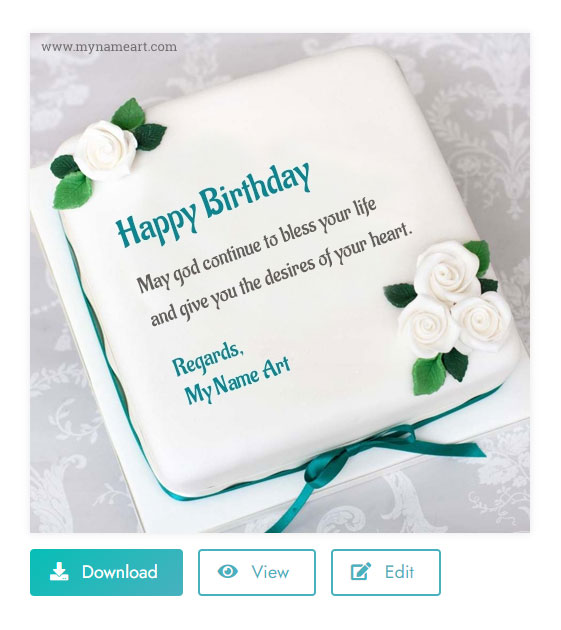 www.mynameart.com
Happy Birthday
May god continue to bless your life
and give you the desires of your heart.
Regards,
My Name Art
Download
View
Edit